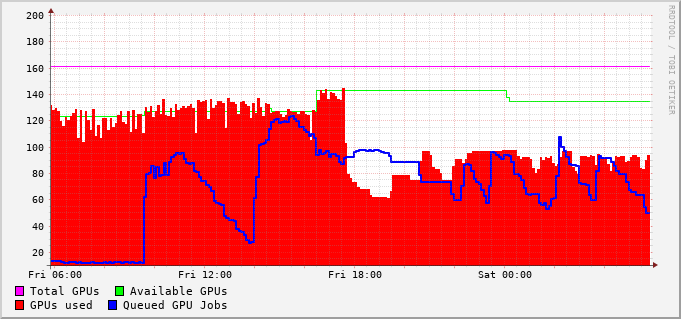 RRDTOOL / TOBI OETIKER
200
180
160
140
120
100
80
60
40
20
Fri 06:00 Fri 12:00 Fri 18:00 Sat 00:00
Total GPUs Available GPUs
GPUs used Queued GPU Jobs